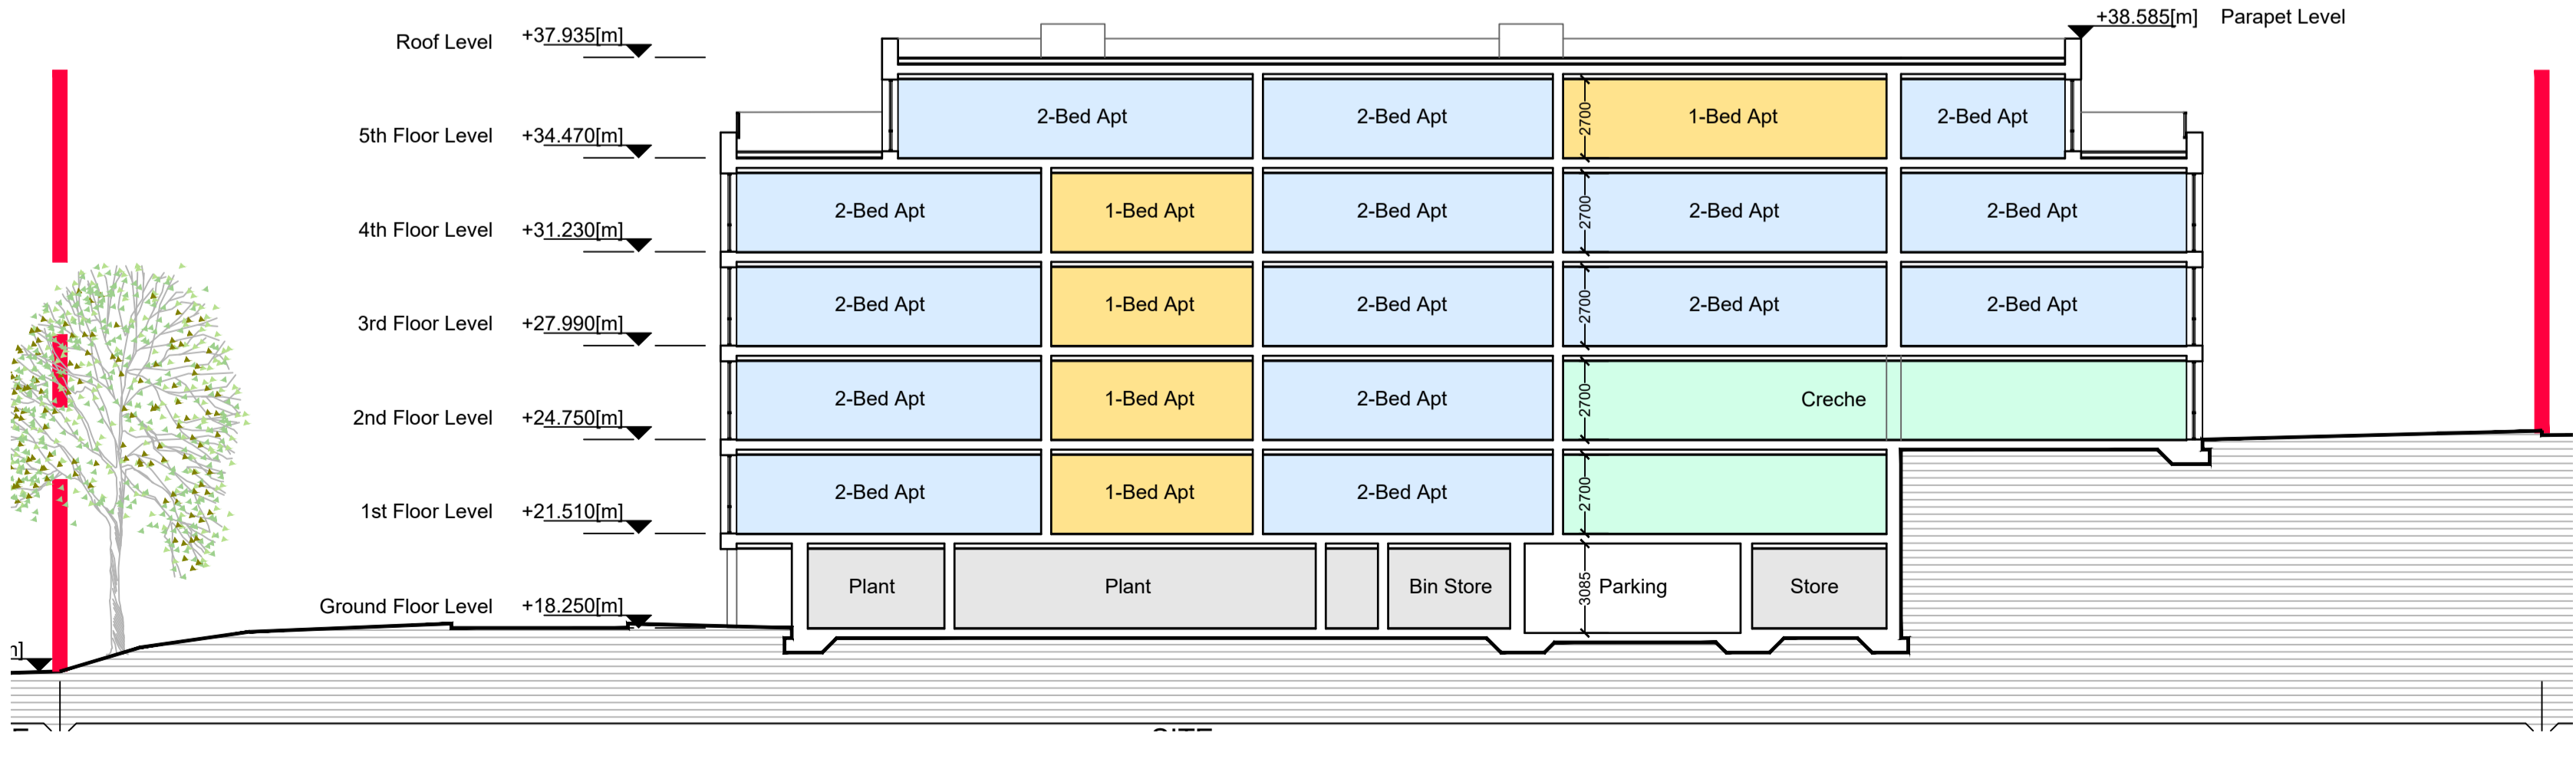 +38.585[m] Parapet Level
Roof Level +37.935[m]
5th Floor Level +34.470[m]
2-Bed Apt 2-Bed Apt 2700 1-Bed Apt 2-Bed Apt
4th Floor Level +31.230[m]
2-Bed Apt 1-Bed Apt 2-Bed Apt 2700 2-Bed Apt 2-Bed Apt
3rd Floor Level +27.990[m]
2-Bed Apt 1-Bed Apt 2-Bed Apt 2700 2-Bed Apt 2-Bed Apt
2nd Floor Level +24.750[m]
2-Bed Apt 1-Bed Apt 2-Bed Apt 2700 Creche
1st Floor Level +21.510[m]
2-Bed Apt 1-Bed Apt 2-Bed Apt 2700
Ground Floor Level +18.250[m]
Plant Plant Bin Store 3085 Parking Store